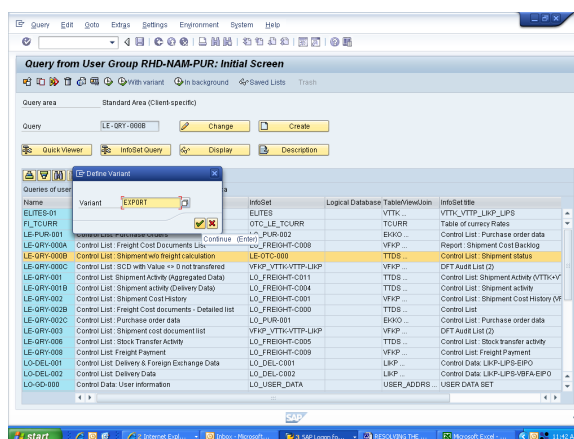 Query Edit Goto Extras Settings Environment System Help
Query from User Group RHD-NAM-PUR: Initial Screen
With variant In background Saved Lists Trash
Query area Standard Area (Client-specific)
Query LE-QRY-000B Change Create
Quick Viewer InfoSet Query Display Description
Define Variant
Queries of user a
Variant EXPORT
Continue (Enter)
Name InfoSet Logical Database Table/View/Join InfoSet title
ELITES-01 ELITES VTTK ... VTTK_VTTP_LIKP_LIPS
FI_TCURR OTC_LE_TCURR TTDS ... Table of currecy Rates
LE-PUR-001 Control List: Purchase Orders LO_PUR-002 EKKO ... Control List : Purchase order data
LE-QRY-000A Control List : Freight Cost Documents List LO_FREIGHT-C008 VFKP ... Report : Shipment Cost Backlog
LE-QRY-000B Control List : Shipment w/o freight calculation LE-OTC-000 TTDS ... Control List : Shipment status
LE-QRY-000C Control List : SCD with Value <> 0 not transfered VFKP_VTTK-VTTP-LIKP VFKP ... DFT Audit List (2)
LE-QRY-001 Control List : Shipment Activity (Aggregated Data) LO_FREIGHT-C011 TTDS ... Control List: Shipment Activity (VTTK+VT
LE-QRY-001B Control List : Shipment activity (Delivery Data) LO_FREIGHT-C004 TTDS ... Control List : Shipment activity
LE-QRY-002 Control List : Shipment Cost History LO_FREIGHT-C001 VFKP ... Control List : Shipment Cost History (VF
LE-QRY-002B Control List : Freight cost documents - Detailed list LO_FREIGHT-C000 TTDS ... Control List
LE-QRY-002C Control List : Purchase order data LO_PUR-001 EKKO ... Control List : Purchase order data
LE-QRY-003 Control List : Shipment cost document list VFKP_VTTK-VTTP-LIKP VFKP ... DFT Audit List (2)
LE-QRY-006 Control List : Stock Transfer Activity LO_FREIGHT-C005 TTDS ... Control List : Stock transfer activity
LE-QRY-008 Control List: Freight Payment LO_FREIGHT-C009 VFKP ... Control List: Freight Payment
LO-DEL-001 Control List: Delivery & Foreign Exchange Data LO_DEL-C001 LIKP ... Control Data: LIKP-LIPS-EIPO
LO-DEL-002 Control List: Delivery Data LO_DEL-C002 LIKP ... Control Data: LIKP-LIPS-VBFA-EIPO
LO-GD-000 Control Data: User information LO_USER_DATA USER_ADDRS ... USER DATA SET
SAP
start 2 Internet Expl... Inbox - Microsoft... SAP Logon fo... RESOLVING THE ... Microsoft Excel - ... 11:42